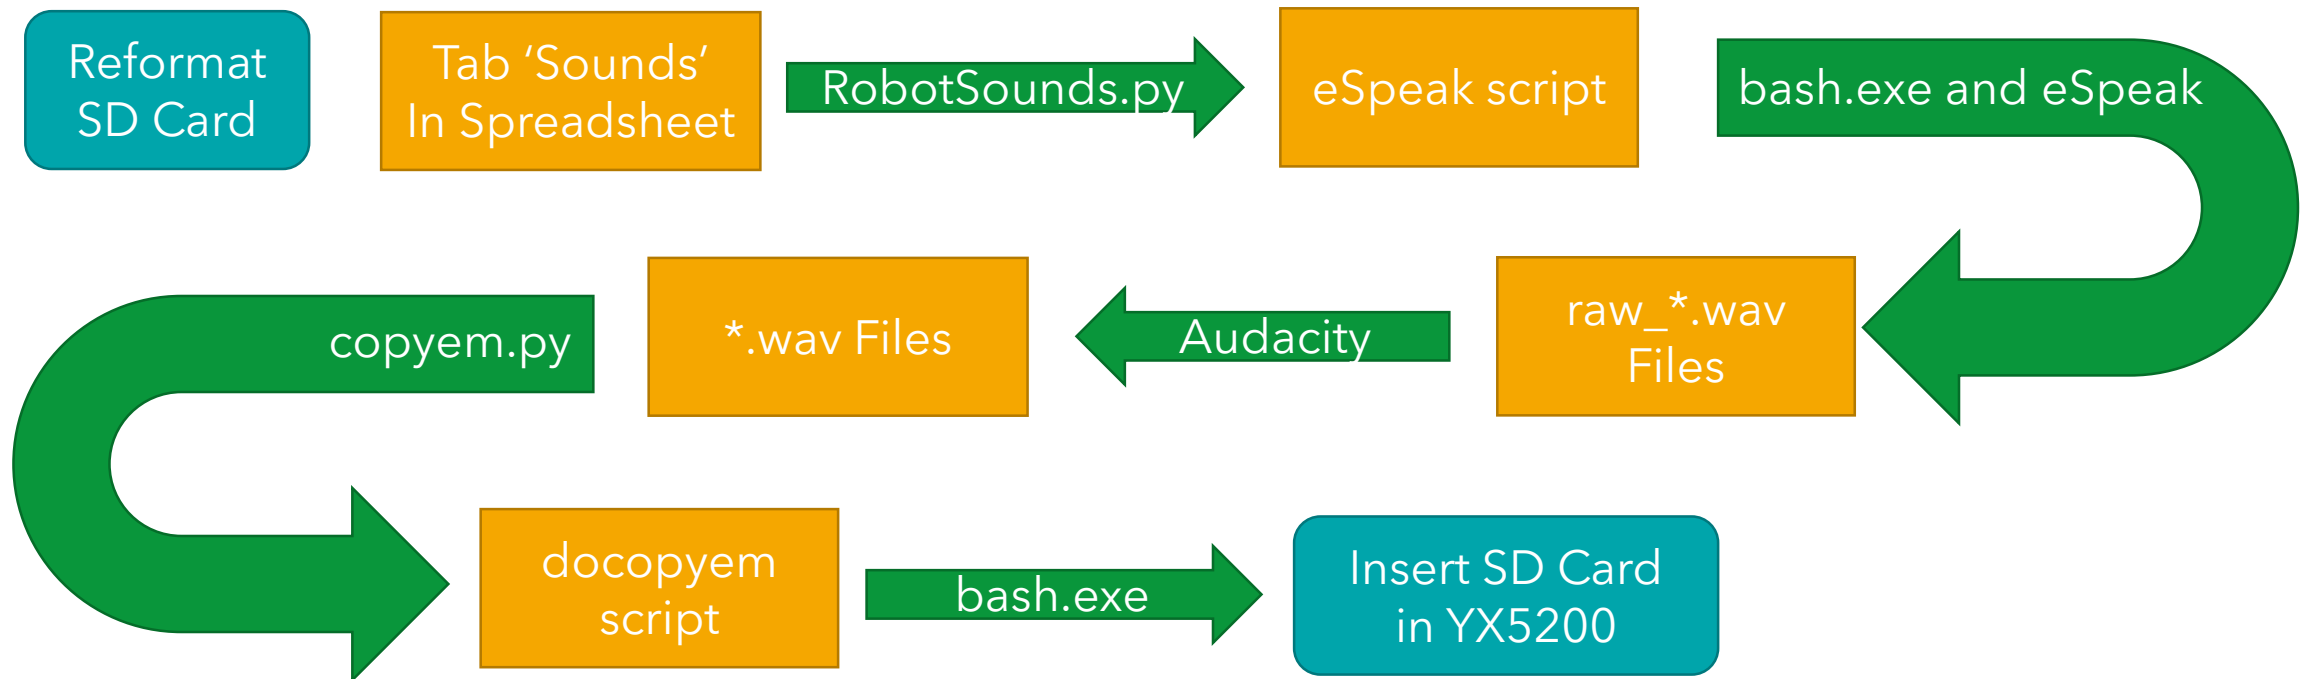 Reformat
SD Card
Tab ‘Sounds’
In Spreadsheet
RobotSounds.py
eSpeak script
bash.exe and eSpeak
raw_*.wav
Files
Audacity
*.wav Files
copyem.py
docopyem
script
bash.exe
Insert SD Card
in YX5200